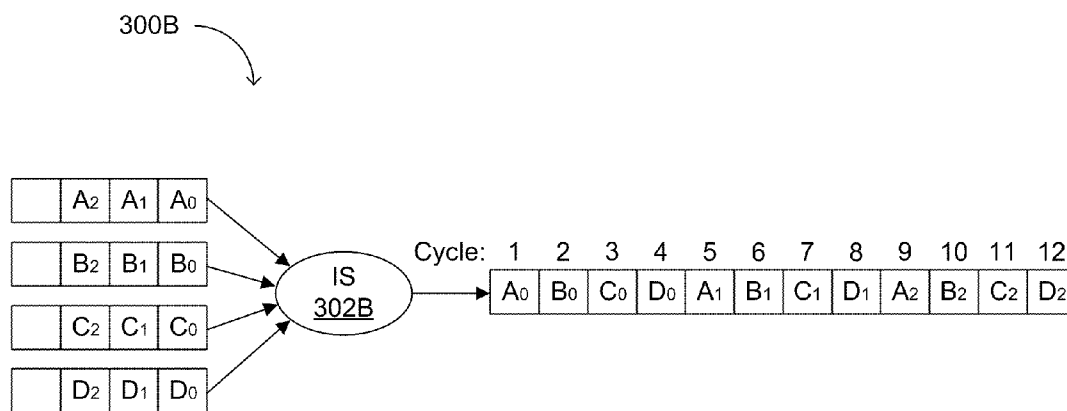 300B
A2 A1 A0
B2 B1 B0
C2 C1 C0
D2 D1 D0
IS
302B
Cycle: 1 2 3 4 5 6 7 8 9 10 11 12
A0 B0 C0 D0 A1 B1 C1 D1 A2 B2 C2 D2